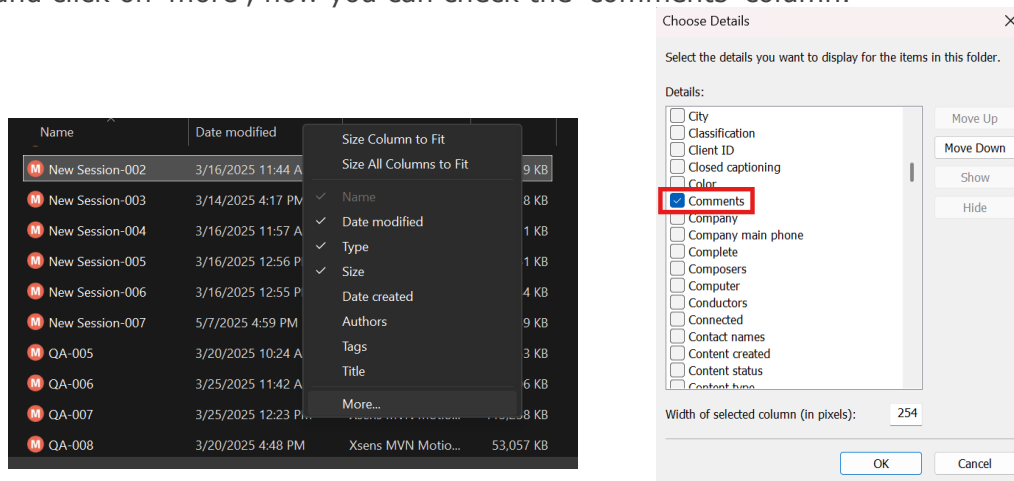 and click on 'more', now you can check the 'comments' column.
Name
Date modified
New Session-002 3/16/2025 11:44 A 9 KB
New Session-003 3/14/2025 4:17 PM 8 KB
New Session-004 3/16/2025 11:57 A 1 KB
New Session-005 3/16/2025 12:56 P 1 KB
New Session-006 3/16/2025 12:55 P 4 KB
New Session-007 5/7/2025 4:59 PM 9 KB
QA-005 3/20/2025 10:24 A 3 KB
QA-006 3/25/2025 11:42 A 6 KB
QA-007 3/25/2025 12:23 PM Xsens MVN Motio... KB
QA-008 3/20/2025 4:48 PM Xsens MVN Motio... 53,057 KB
Size Column to Fit
Size All Columns to Fit
Name
Date modified
Type
Size
Date created
Authors
Tags
Title
More...
Choose Details
Select the details you want to display for the items in this folder.
Details:
City
Classification
Client ID
Closed captioning
Color
Comments
Company
Company main phone
Complete
Composers
Computer
Conductors
Connected
Contact names
Content created
Content status
Content type
Move Up
Move Down
Show
Hide
Width of selected column (in pixels): 254
OK
Cancel